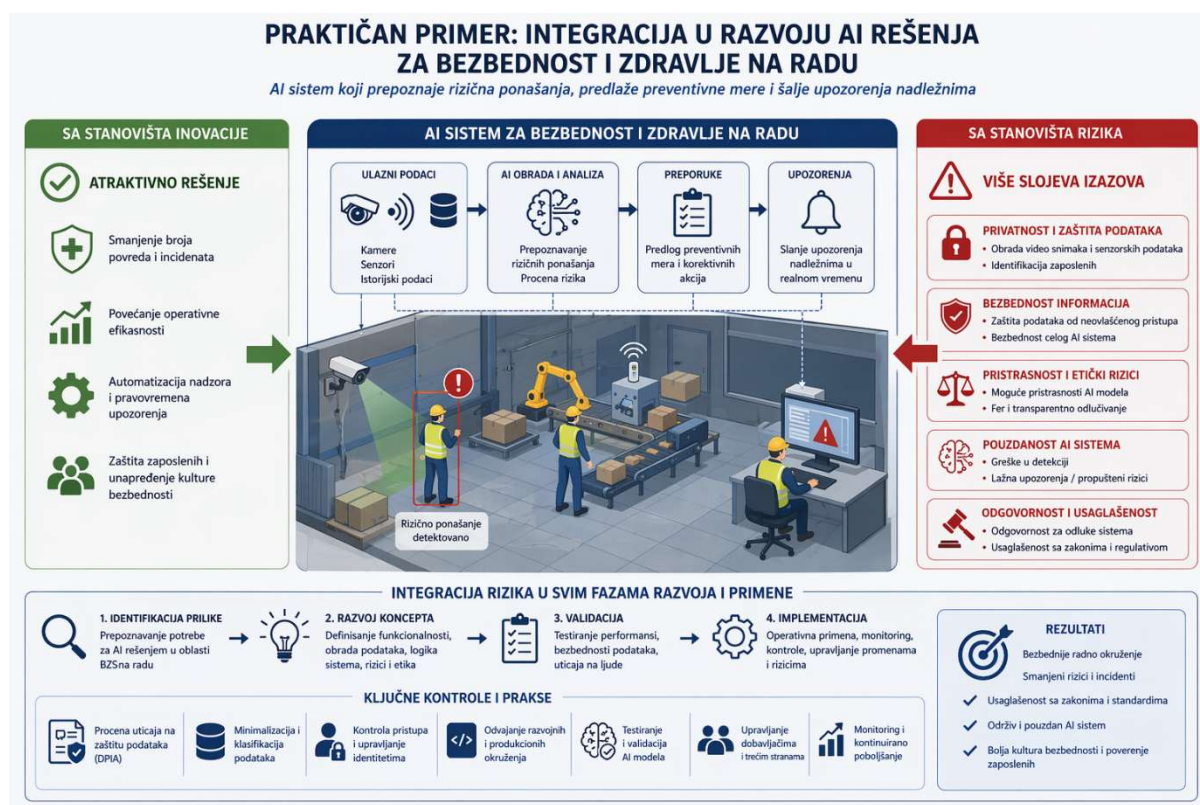 PRAKTIČAN PRIMER: INTEGRACIJA U RAZVOJU AI REŠENJA
ZA BEZBEDNOST I ZDRAVLJE NA RADU
AI sistem koji prepoznaje rizična ponašanja, predlaže preventivne mere i šalje upozorenja nadležnima
SA STANOVIŠTA INOVACIJE
ATRAKTIVNO REŠENJE
Smanjenje broja
povreda i incidenata
Povećanje operativne
efikasnosti
Automatizacija nadzora
i pravovremena
upozorenja
Zaštita zaposlenih i
unapređenje kulture
bezbednosti
AI SISTEM ZA BEZBEDNOST I ZDRAVLJE NA RADU
ULAZNI PODACI
Kamere
Senzori
Istorijski podaci
AI OBRADA I ANALIZA
Prepoznavanje
rizičnih ponašanja
Procena rizika
PREPORUKE
Predlog preventivnih
mera i korektivnih
akcija
UPOZORENJA
Slanje upozorenja
nadležnima u
realnom vremenu
Rizično ponašanje
detektovano
SA STANOVIŠTA RIZIKA
VIŠE SLOJEVA IZAZOVA
PRIVATNOST I ZAŠTITA PODATAKA
• Obrada video snimaka i senzorskih podataka
• Identifikacija zaposlenih
BEZBEDNOST INFORMACIJA
• Zaštita podataka od neovlašćenog pristupa
• Bezbednost celog AI sistema
PRISTRASNOST I ETIČKI RIZICI
• Moguće pristrasnosti AI modela
• Fer i transparentno odlučivanje
POUZDANOST AI SISTEMA
• Greške u detekciji
• Lažna upozorenja / propušteni rizici
ODGOVORNOST I USAGLAŠENOST
• Odgovornost za odluke sistema
• Usaglašenost sa zakonima i regulativom
INTEGRACIJA RIZIKA U SVIM FAZAMA RAZVOJA I PRIMENE
1. IDENTIFIKACIJA PRILIKE
Prepoznavanje potrebe
za AI rešenjem u oblasti
BZSna radu
2. RAZVOJ KONCEPTA
Definisanje funkcionalnosti,
obrada podataka, logika
sistema, rizici i etika
3. VALIDACIJA
Testiranje performansi,
bezbednosti podataka,
uticaja na ljude
4. IMPLEMENTACIJA
Operativna primena, monitoring,
kontrole, upravljanje promenama
i rizicima
KLJUČNE KONTROLE I PRAKSE
Procena uticaja na
zaštitu podataka
(DPIA)
Minimalizacija i
klasifikacija
podataka
Kontrola pristupa
i upravljanje
identitetima
</>
Odvajanje razvojnih
i produkcionih
okruženja
Testiranje
i validacija
AI modela
Upravljanje
dobavljačima
i trećim stranama
Monitoring i
kontinuirano
poboljšanje
REZULTATI
Bezbednije radno okruženje
Smanjeni rizici i incidenti
Usaglašenost sa zakonima i standardima
Održiv i pouzdan AI sistem
Bolja kultura bezbednosti i poverenje
zaposlenih